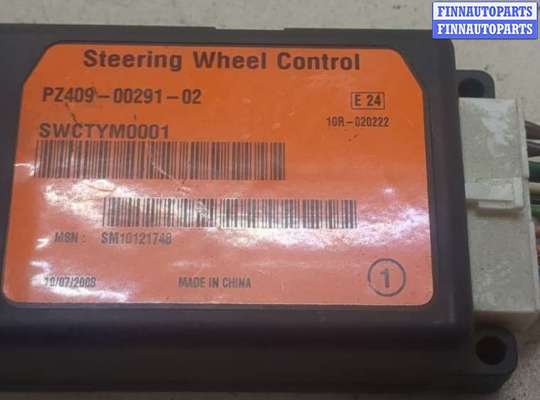 FINNAUTOPARTS
FINNAUTOPARTS
Steering Wheel Control
PZ409-00291-02
E 24
SWCTYM0001
10R-020222
MSN : SM10121748
10/07/2008
MADE IN CHINA
1